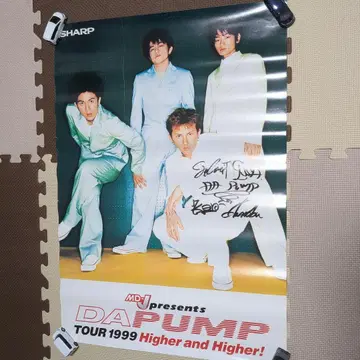 SHARP
DA PUMP
MD-J presents
DA PUMP
TOUR 1999 Higher and Higher!